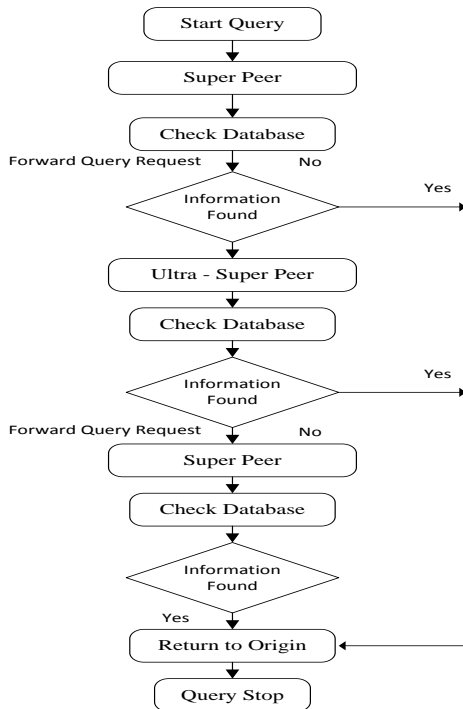 Start Query
Super Peer
Check Database
Forward Query Request No
Information
Found
Yes
Ultra - Super Peer
Check Database
Information
Found
Yes
Forward Query Request No
Super Peer
Check Database
Information
Found
Yes
Return to Origin
Query Stop